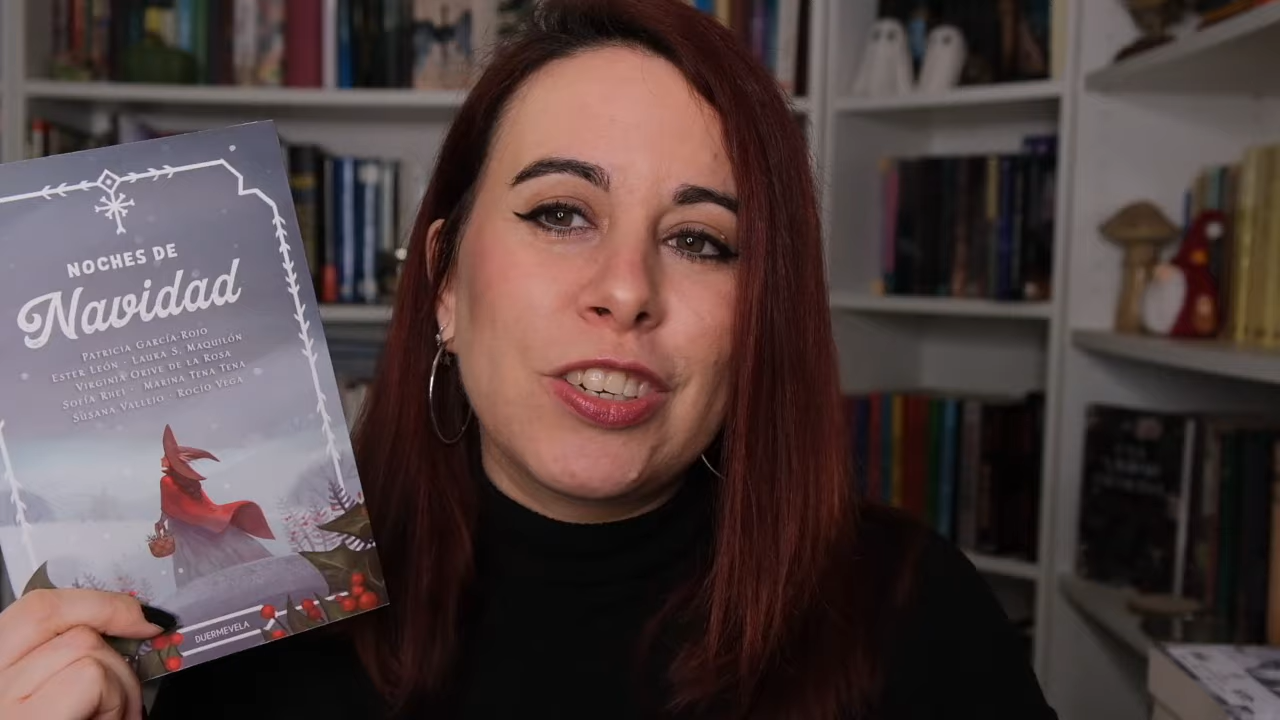 NOCHES DE
Navidad
PATRICIA GARCÍA-ROJO
ESTER LEÓN · LAURA S. MAQUILÓN
VIRGINIA ORIVE DE LA ROSA
SOFÍA RHEI · MARINA TENA TENA
SUSANA VALLEJO · ROCÍO VEGA
DUERMEVELA